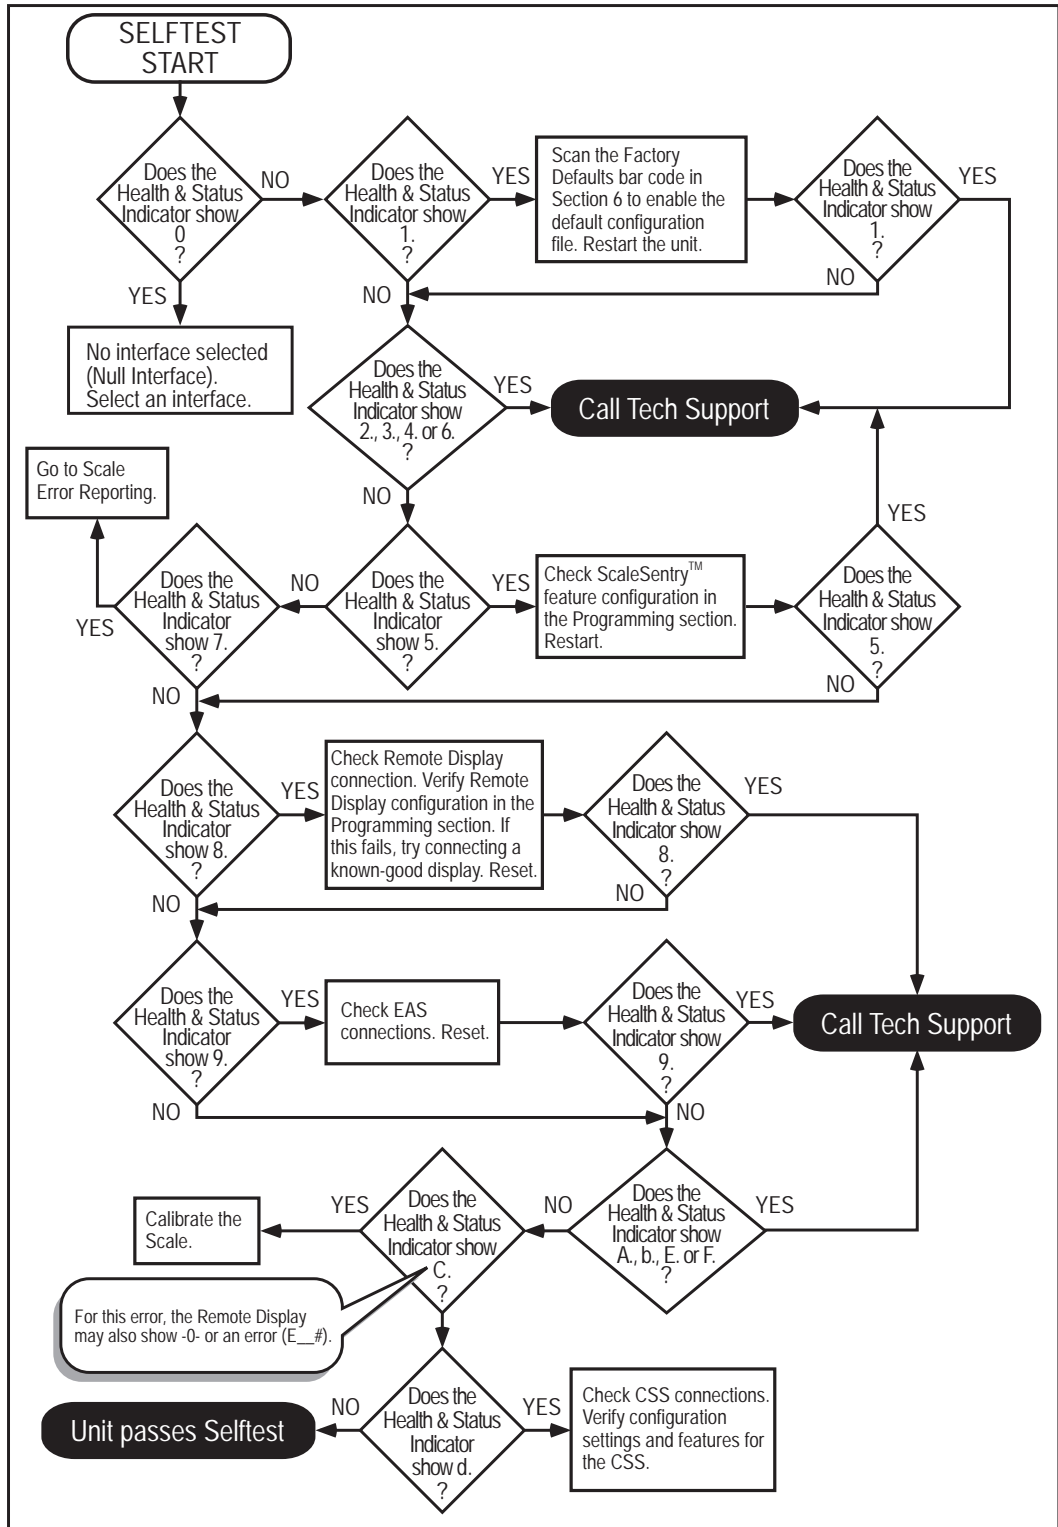 SELFTEST
START
Does the
Health & Status
Indicator show
0
?
NO
YES
No interface selected
(Null Interface).
Select an interface.
Does the
Health & Status
Indicator show
1.
?
YES
NO
Scan the Factory
Defaults bar code in
Section 6 to enable the
default configuration
file. Restart the unit.
Does the
Health & Status
Indicator show
1.
?
YES
NO
Does the
Health & Status
Indicator show
2., 3., 4. or 6.
?
YES
NO
Call Tech Support
Go to Scale
Error Reporting.
YES
Does the
Health & Status
Indicator
show 7.
?
NO
NO
Does the
Health & Status
Indicator
show 5.
?
YES
Check ScaleSentry™
feature configuration in
the Programming section.
Restart.
Does the
Health & Status
Indicator show
5.
?
YES
NO
Does the
Health & Status
Indicator
show 8.
?
YES
NO
Check Remote Display
connection. Verify Remote
Display configuration in the
Programming section. If
this fails, try connecting a
known-good display. Reset.
Does the
Health & Status
Indicator show
8.
?
YES
NO
Does the
Health & Status
Indicator
show 9.
?
YES
NO
Check EAS
connections. Reset.
Does the
Health & Status
Indicator show
9.
?
YES
NO
Call Tech Support
Does the
Health & Status
Indicator show
A., b., E. or F.
?
YES
NO
Does the
Health & Status
Indicator show
C.
?
YES
Calibrate the
Scale.
For this error, the Remote Display
may also show -0- or an error (E__#).
Does the
Health & Status
Indicator
show d.
?
NO
YES
Unit passes Selftest
Check CSS connections.
Verify configuration
settings and features for
the CSS.